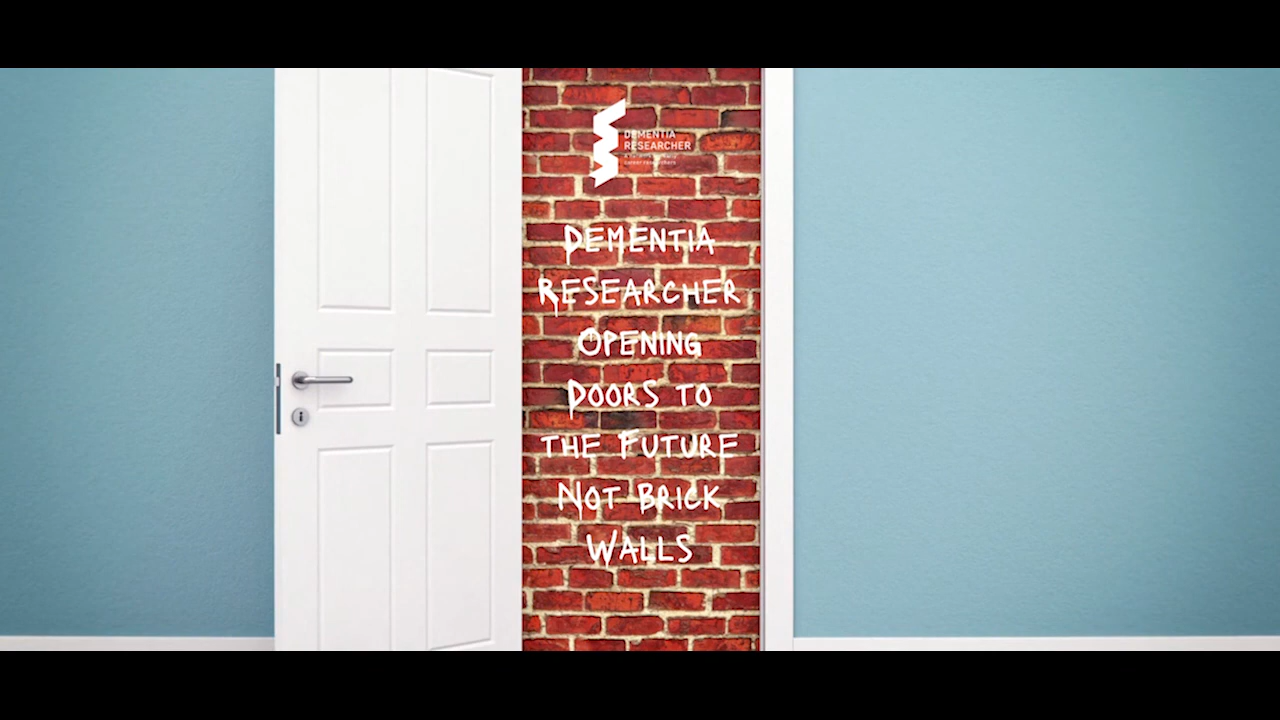 DEMENTIA
RESEARCHER
DEMENTIA
RESEARCHER
OPENING
DOORS TO
THE FUTURE
NOT BRICK
WALLS